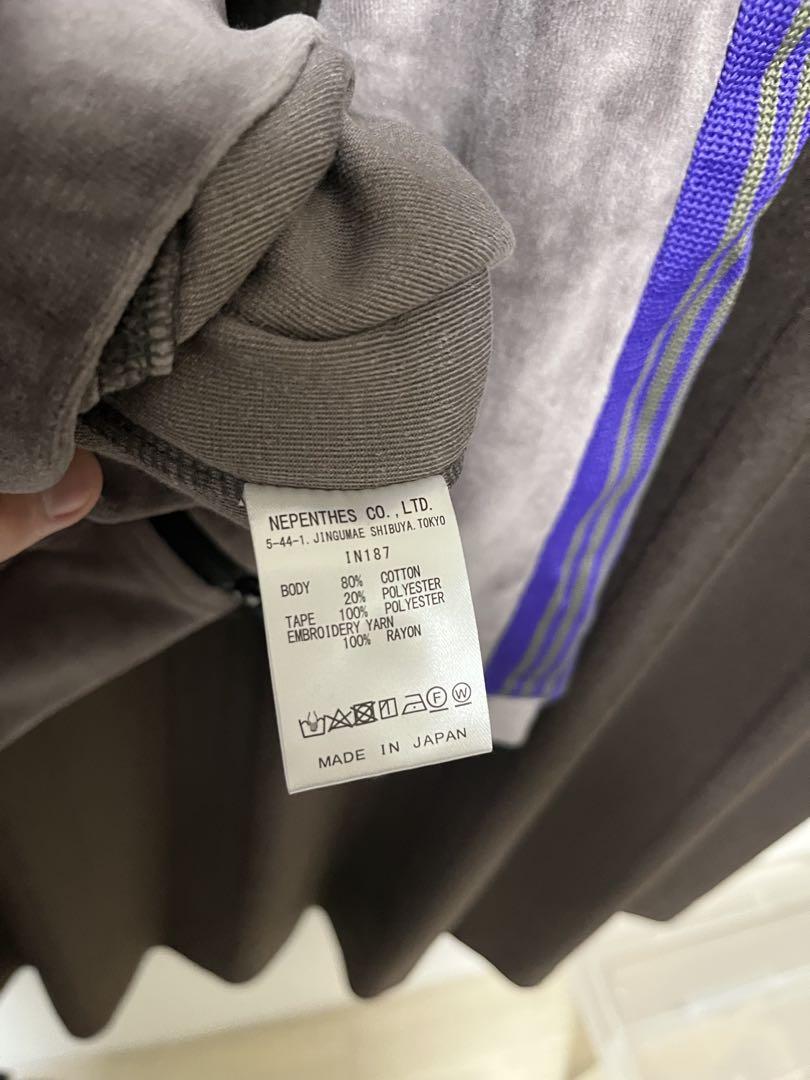 NEPENTHES CO.,LTD.
5-44-1. JINGUMAE SHIBUYA. TOKYO
IN187
BODY 80% COTTON
20% POLYESTER
TAPE 100% POLYESTER
EMBROIDERY YARN
100% RAYON
F W
MADE IN JAPAN